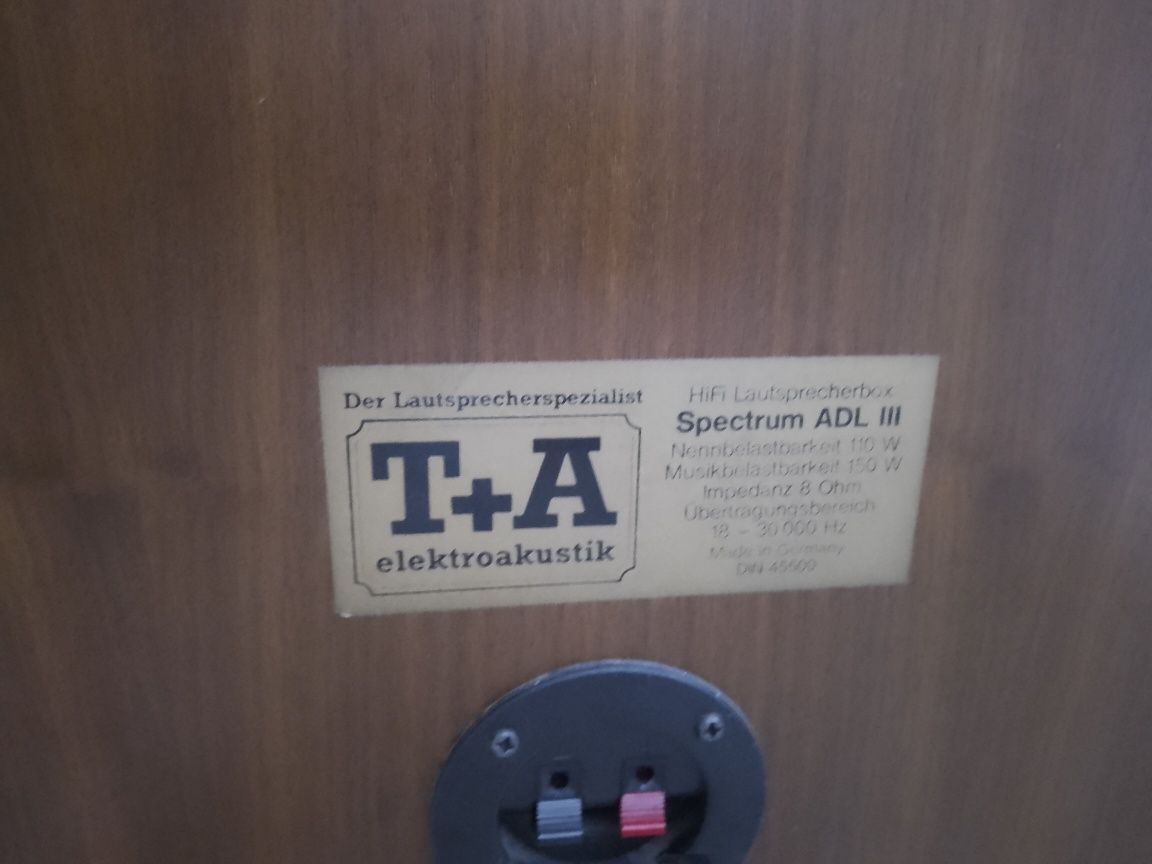 Der Lautsprecherspezialist
T+A
elektroakustik
HiFi Lautsprecherbox
Spectrum ADL III
Nennbelastbarkeit 110 W
Musikbelastbarkeit 150 W
Impedanz 8 Ohm
Übertragungsbereich
18 - 30 000 Hz
Made in Germany
DIN 45500